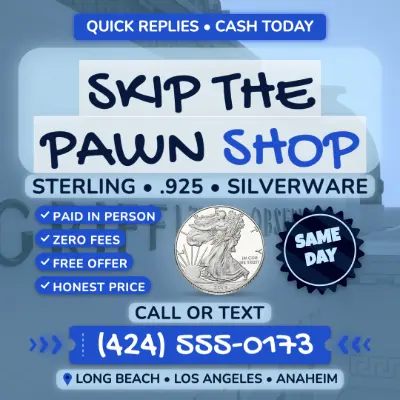 QUICK REPLIES • CASH TODAY
SKIP THE
PAWN SHOP
STERLING • .925 • SILVERWARE
PAID IN PERSON
ZERO FEES
FREE OFFER
HONEST PRICE
SAME
DAY
CALL OR TEXT
(424) 555-0173
LONG BEACH • LOS ANGELES • ANAHEIM